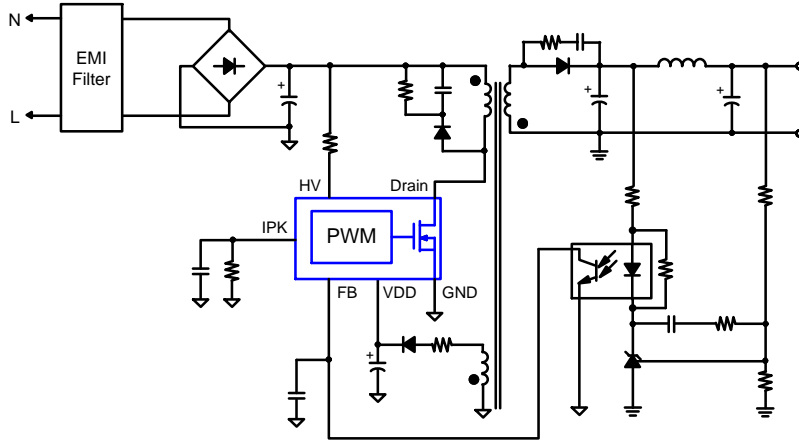 N
EMI
Filter
L
+
+
+
HV
Drain
IPK
PWM
FB
VDD
GND
+